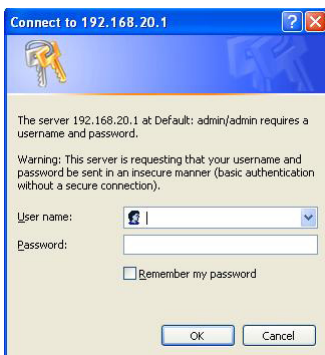 Connect to 192.168.20.1
The server 192.168.20.1 at Default: admin/admin requires a
username and password.
Warning: This server is requesting that your username and
password be sent in an insecure manner (basic authentication
without a secure connection).
User name:
Password:
Remember my password
OK
Cancel